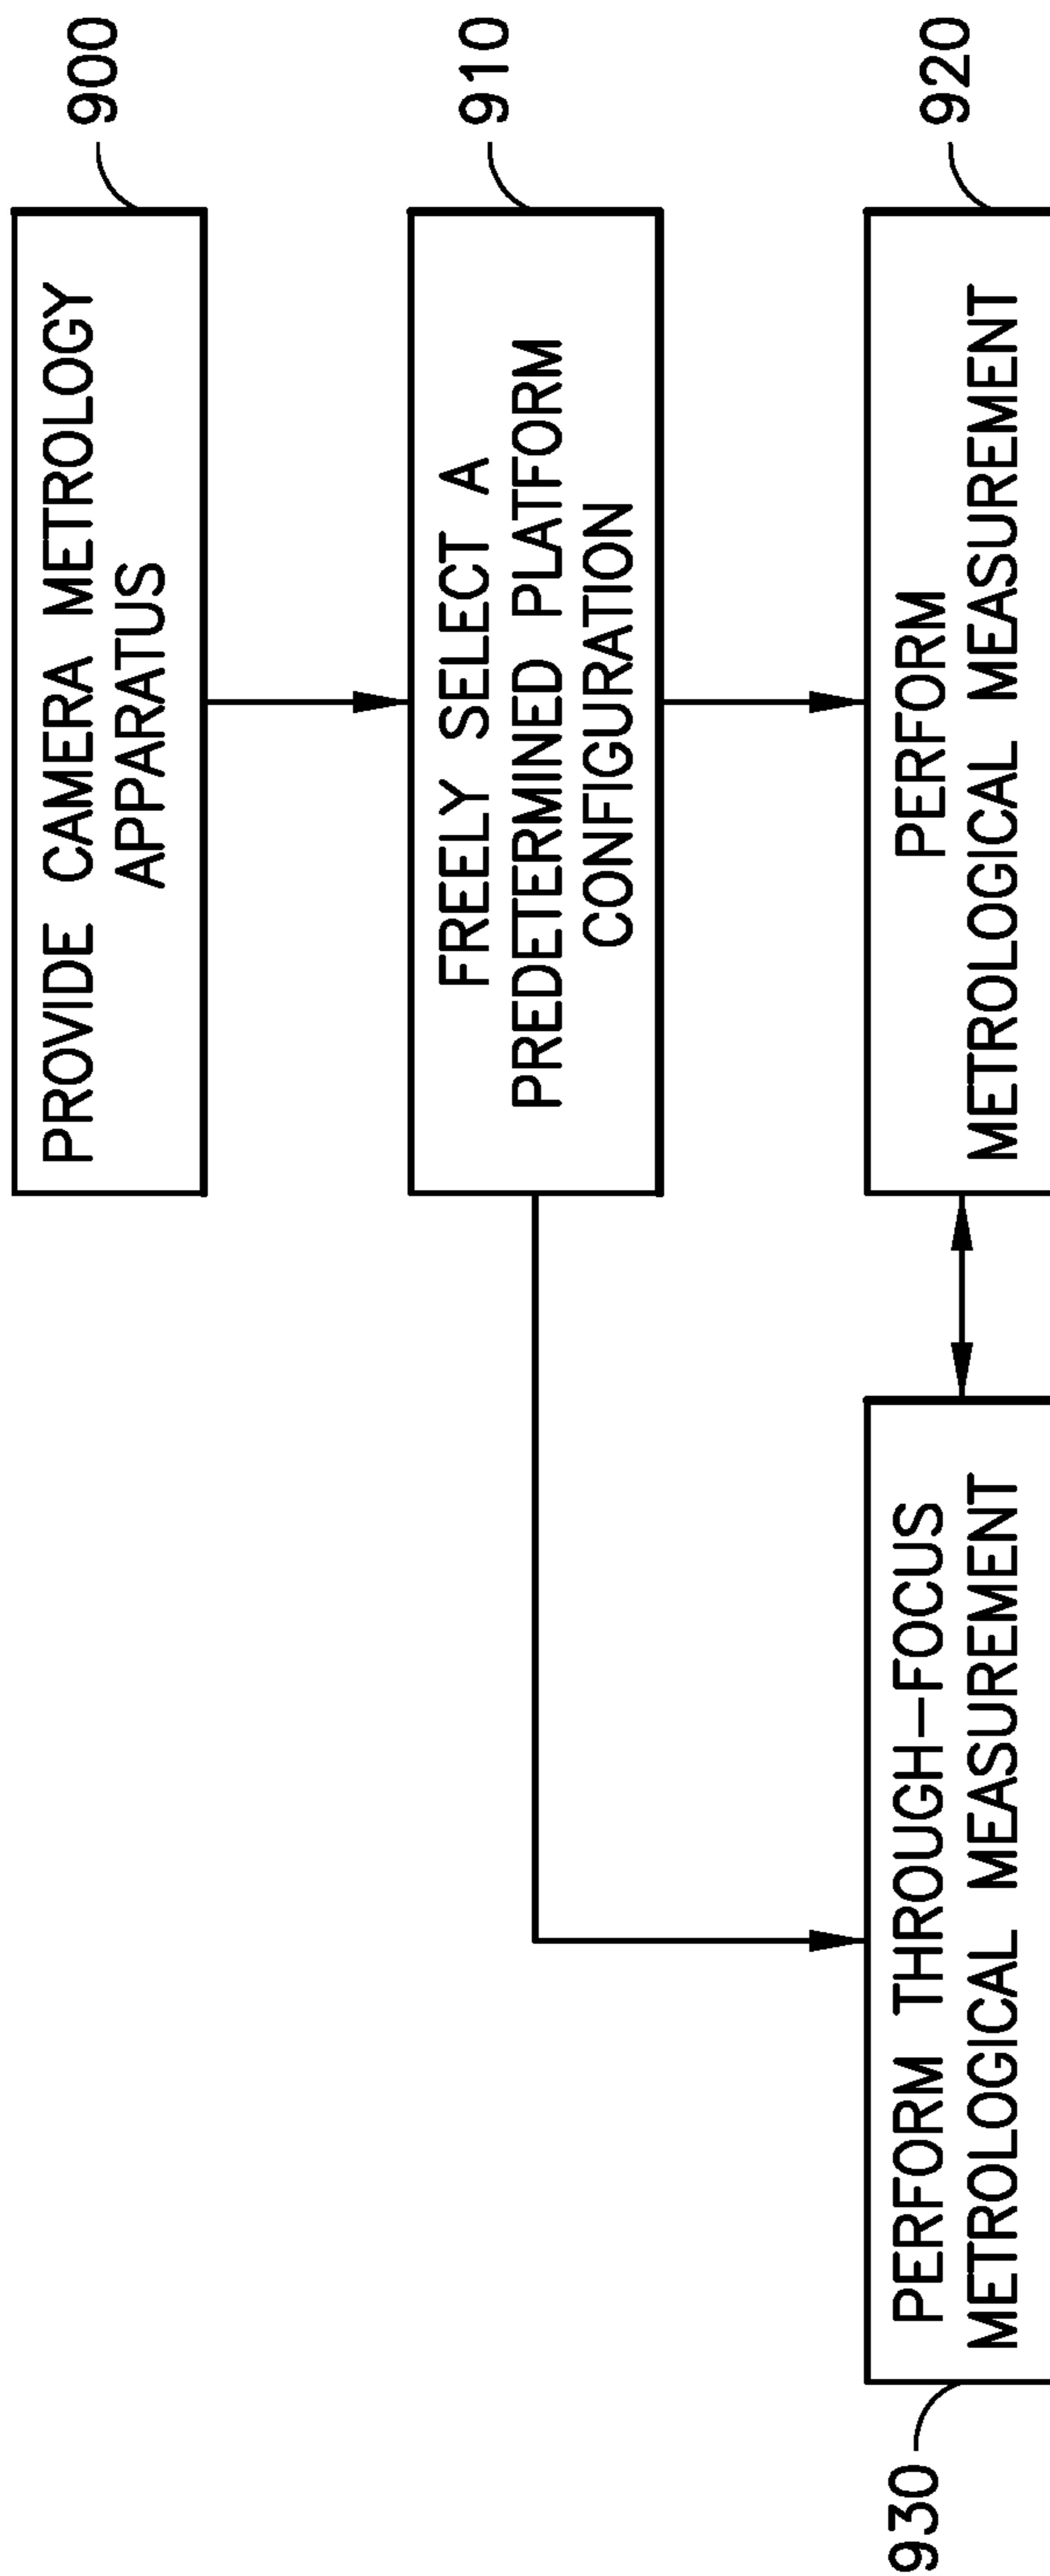 PROVIDE CAMERA METROLOGY
APPARATUS
900
FREELY SELECT A
PREDETERMINED PLATFORM
CONFIGURATION
910
PERFORM THROUGH-FOCUS
METROLOGICAL MEASUREMENT
930
PERFORM
METROLOGICAL MEASUREMENT
920